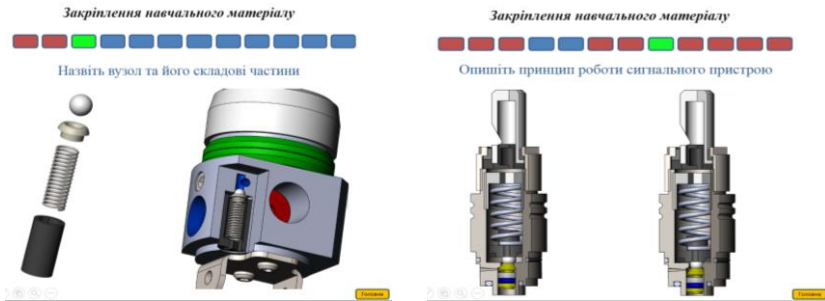 Закріплення навчального матеріалу
Назвіть вузол та його складові частини
Головна
Закріплення навчального матеріалу
Опишіть принцип роботи сигнального пристрою
Головна